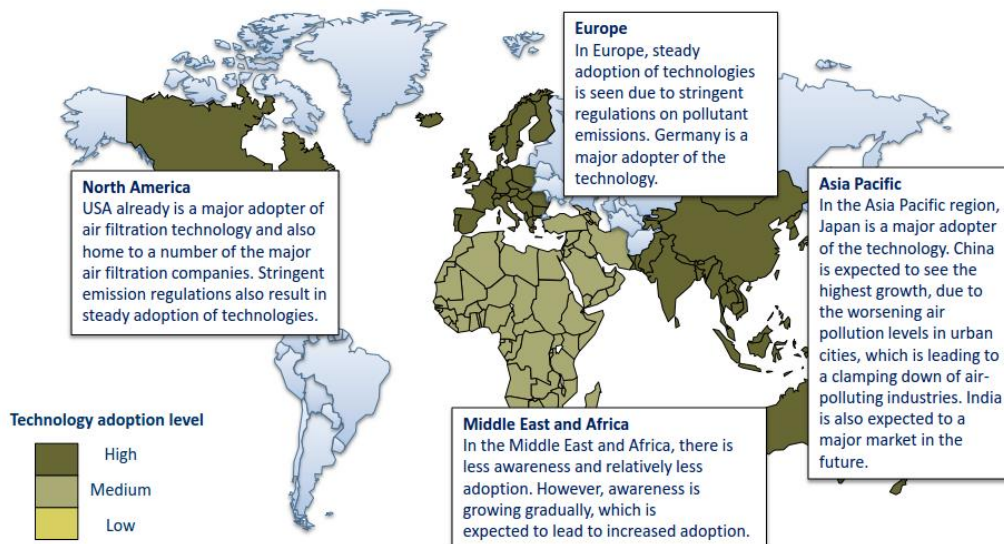 Europe
In Europe, steady
adoption of technologies
is seen due to stringent
regulations on pollutant
emissions. Germany is a
major adopter of the
technology.
North America
USA already is a major adopter of
air filtration technology and also
home to a number of the major
air filtration companies. Stringent
emission regulations also result in
steady adoption of technologies.
Asia Pacific
In the Asia Pacific region,
Japan is a major adopter
of the technology. China
is expected to see the
highest growth, due to
the worsening air
pollution levels in urban
cities, which is leading to
a clamping down of air-
polluting industries. India
is also expected to a
major market in the
future.
Middle East and Africa
In the Middle East and Africa, there is
less awareness and relatively less
adoption. However, awareness is
growing gradually, which is
expected to lead to increased adoption.
Technology adoption level
High
Medium
Low